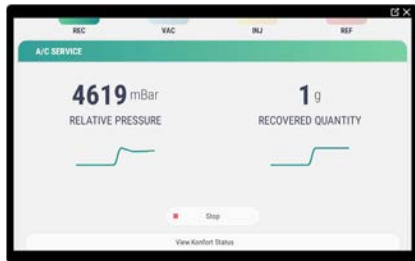 REC VAC INJ REF
A/C SERVICE
4619 mBar 1 g
RELATIVE PRESSURE RECOVERED QUANTITY
Stop
View Konfort Status